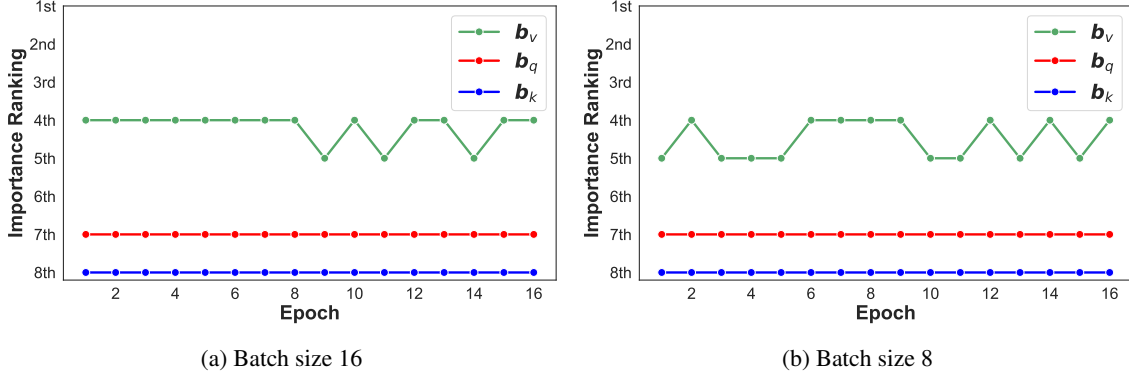 1st
2nd
3rd
4th
5th
6th
7th
8th
Importance Ranking
2 4 6 8 10 12 14 16
Epoch
b_v
b_q
b_k
(a) Batch size 16
1st
2nd
3rd
4th
5th
6th
7th
8th
Importance Ranking
2 4 6 8 10 12 14 16
Epoch
b_v
b_q
b_k
(b) Batch size 8